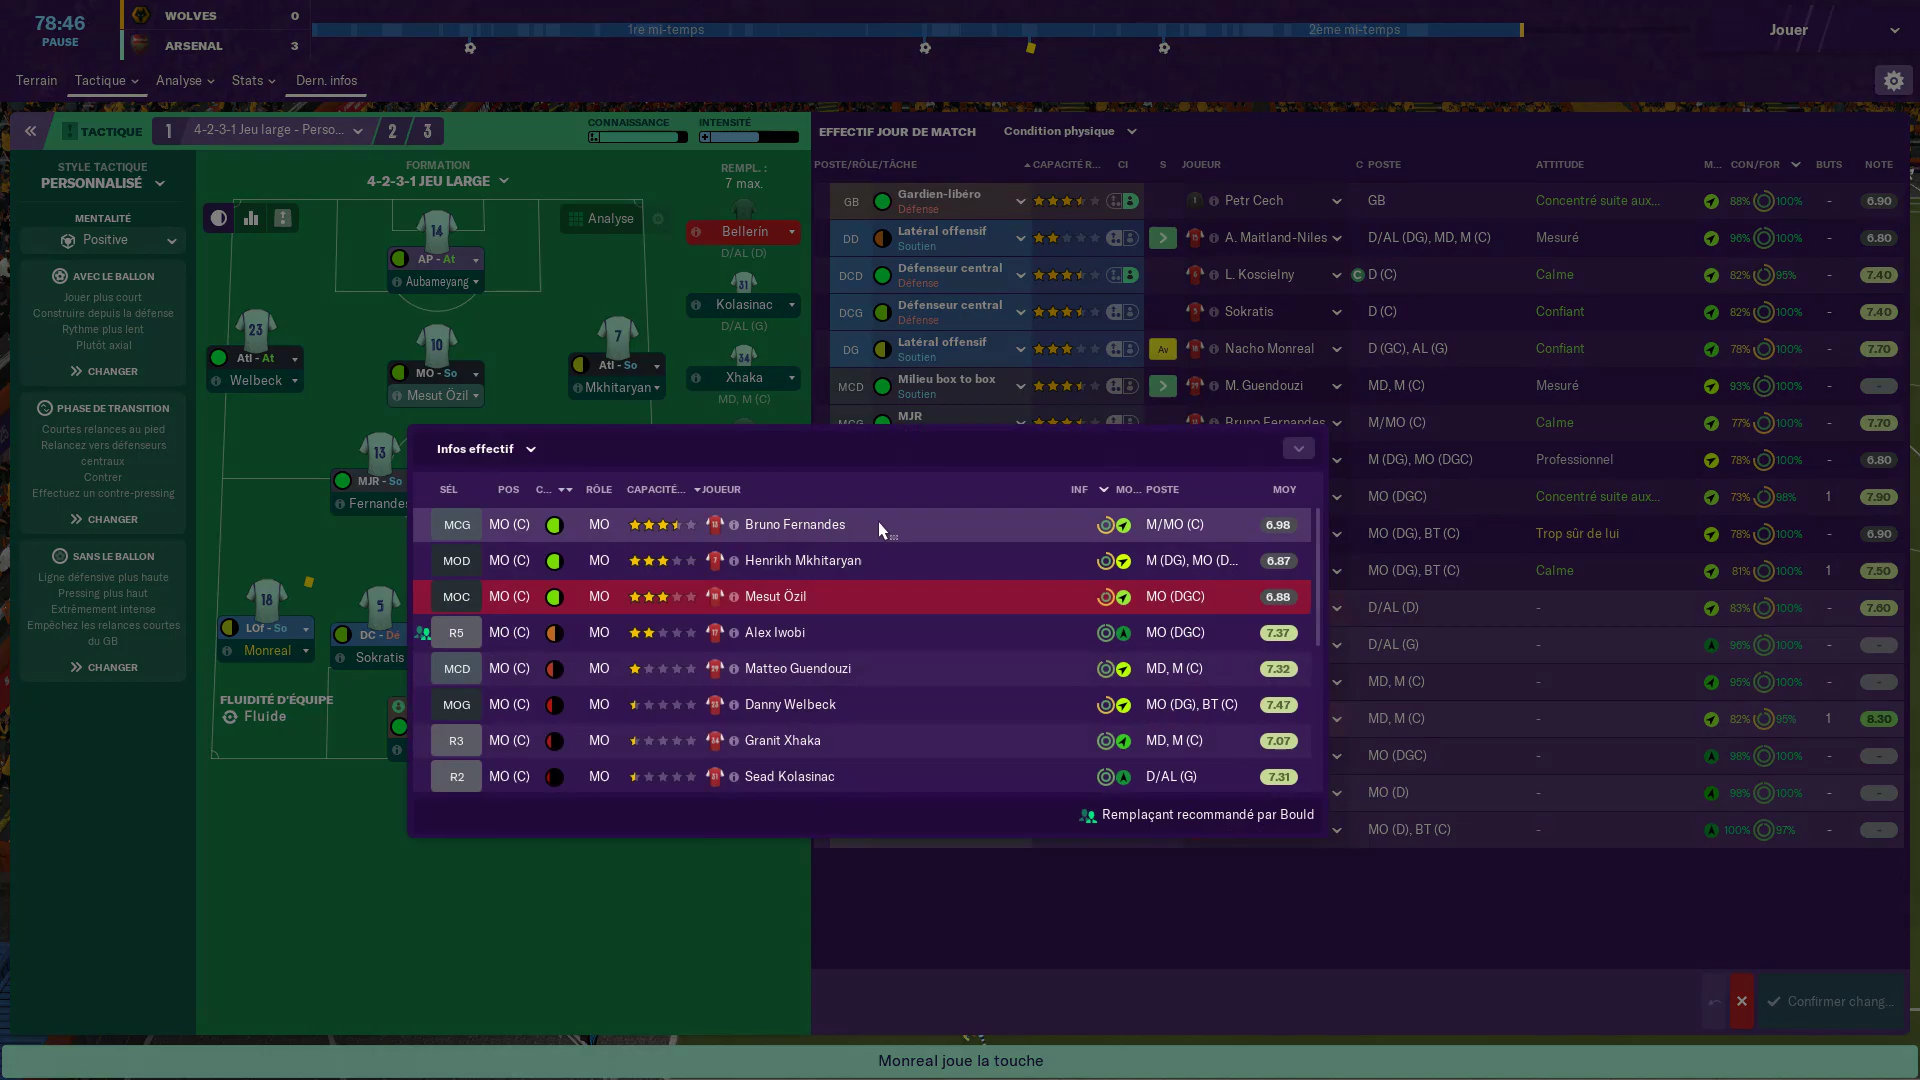 78:46
PAUSE
WOLVES 0
ARSENAL 3
1re mi-temps
2ème mi-temps
Jouer
Terrain Tactique Analyse Stats Dern. infos
TACTIQUE 1 4-2-3-1 Jeu large - Perso... 2 3
CONNAISSANCE INTENSITÉ
STYLE TACTIQUE
PERSONNALISÉ
MENTALITÉ
Positive
AVEC LE BALLON
Jouer plus court
Construire depuis la défense
Rythme plus lent
Plutôt axial
CHANGER
PHASE DE TRANSITION
Courtes relances au pied
Relancez vers défenseurs
centraux
Contrer
Effectuez un contre-pressing
CHANGER
SANS LE BALLON
Ligne défensive plus haute
Pressing plus haut
Extrêmement intense
Empêchez les relances courtes
du GB
CHANGER
FORMATION
4-2-3-1 JEU LARGE
Analyse
14
AP - At
Aubameyang
23
Atl - At
Welbeck
10
MO - So
Mesut Özil
7
Atl - So
Mkhitaryan
13
MJR - So
Fernandes
18
LOf - So
Monreal
5
DC - Dé
Sokratis
FLUIDITÉ D'ÉQUIPE
Fluide
REMPL. :
7 max.
Bellerín
D/AL (D)
31
Kolasinac
D/AL (G)
34
Xhaka
MD, M (C)
EFFECTIF JOUR DE MATCH Condition physique
POSTE/RÔLE/TÂCHE CAPACITÉ R... CI S JOUEUR C POSTE ATTITUDE M... CON/FOR BUTS NOTE
GB Gardien-libéro Défense Petr Cech GB Concentré suite aux... 88% 100% - 6.90
DD Latéral offensif Soutien A. Maitland-Niles D/AL (DG), MD, M (C) Mesuré 96% 100% - 6.80
DCD Défenseur central Défense L. Koscielny C D (C) Calme 82% 95% - 7.40
DCG Défenseur central Défense Sokratis D (C) Confiant 82% 100% - 7.40
DG Latéral offensif Soutien Av Nacho Monreal D (GC), AL (G) Confiant 78% 100% - 7.70
MCD Milieu box to box Soutien M. Guendouzi MD, M (C) Mesuré 93% 100% - -
MCG MJR Bruno Fernandes M/MO (C) Calme 77% 100% - 7.70
M (DG), MO (DGC) Professionnel 78% 100% - 6.80
MO (DGC) Concentré suite aux... 73% 98% 1 7.90
MO (DG), BT (C) Trop sûr de lui 78% 100% - 6.90
MO (DG), BT (C) Calme 81% 100% 1 7.50
D/AL (D) - 83% 100% - 7.60
D/AL (G) - 96% 100% - -
MD, M (C) - 95% 100% - -
MD, M (C) - 82% 95% 1 8.30
MO (DGC) - 98% 100% - -
MO (D) - 98% 100% - -
MO (D), BT (C) - 100% 97% - -
Infos effectif
SÉL POS C... RÔLE CAPACITÉ... JOUEUR INF MO... POSTE MOY
MCG MO (C) MO Bruno Fernandes M/MO (C) 6.98
MOD MO (C) MO Henrikh Mkhitaryan M (DG), MO (D... 6.87
MOC MO (C) MO Mesut Özil MO (DGC) 6.88
R5 MO (C) MO Alex Iwobi MO (DGC) 7.37
MCD MO (C) MO Matteo Guendouzi MD, M (C) 7.32
MOG MO (C) MO Danny Welbeck MO (DG), BT (C) 7.47
R3 MO (C) MO Granit Xhaka MD, M (C) 7.07
R2 MO (C) MO Sead Kolasinac D/AL (G) 7.31
Remplaçant recommandé par Bould
Confirmer chang...
Monreal joue la touche